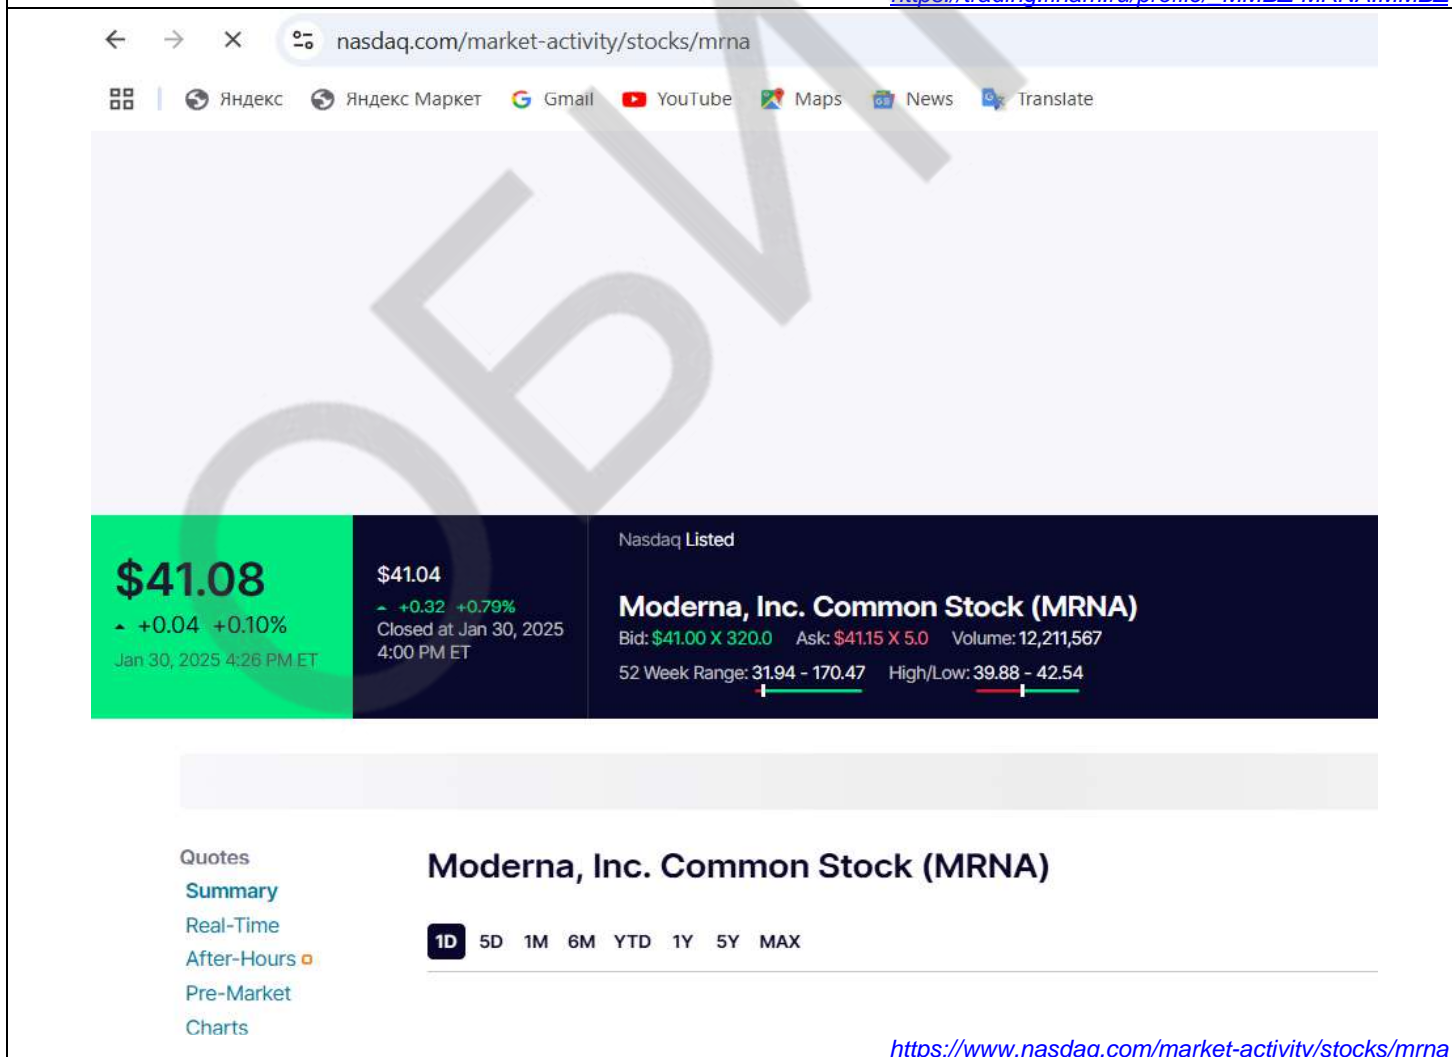 nasdaq.com/market-activity/stocks/mrna
Яндекс Яндекс Маркет Gmail YouTube Maps News Translate
ОБИ
Nasdaq Listed
$41.08
+0.04 +0.10%
Jan 30, 2025 4:26 PM ET
$41.04
+0.32 +0.79%
Closed at Jan 30, 2025
4:00 PM ET
Moderna, Inc. Common Stock (MRNA)
Bid: $41.00 X 320.0 Ask: $41.15 X 5.0 Volume: 12,211,567
52 Week Range: 31.94 - 170.47 High/Low: 39.88 - 42.54
Quotes
Summary
Real-Time
After-Hours
Pre-Market
Charts
Moderna, Inc. Common Stock (MRNA)
1D 5D 1M 6M YTD 1Y 5Y MAX
https://www.nasdaq.com/market-activity/stocks/mrna